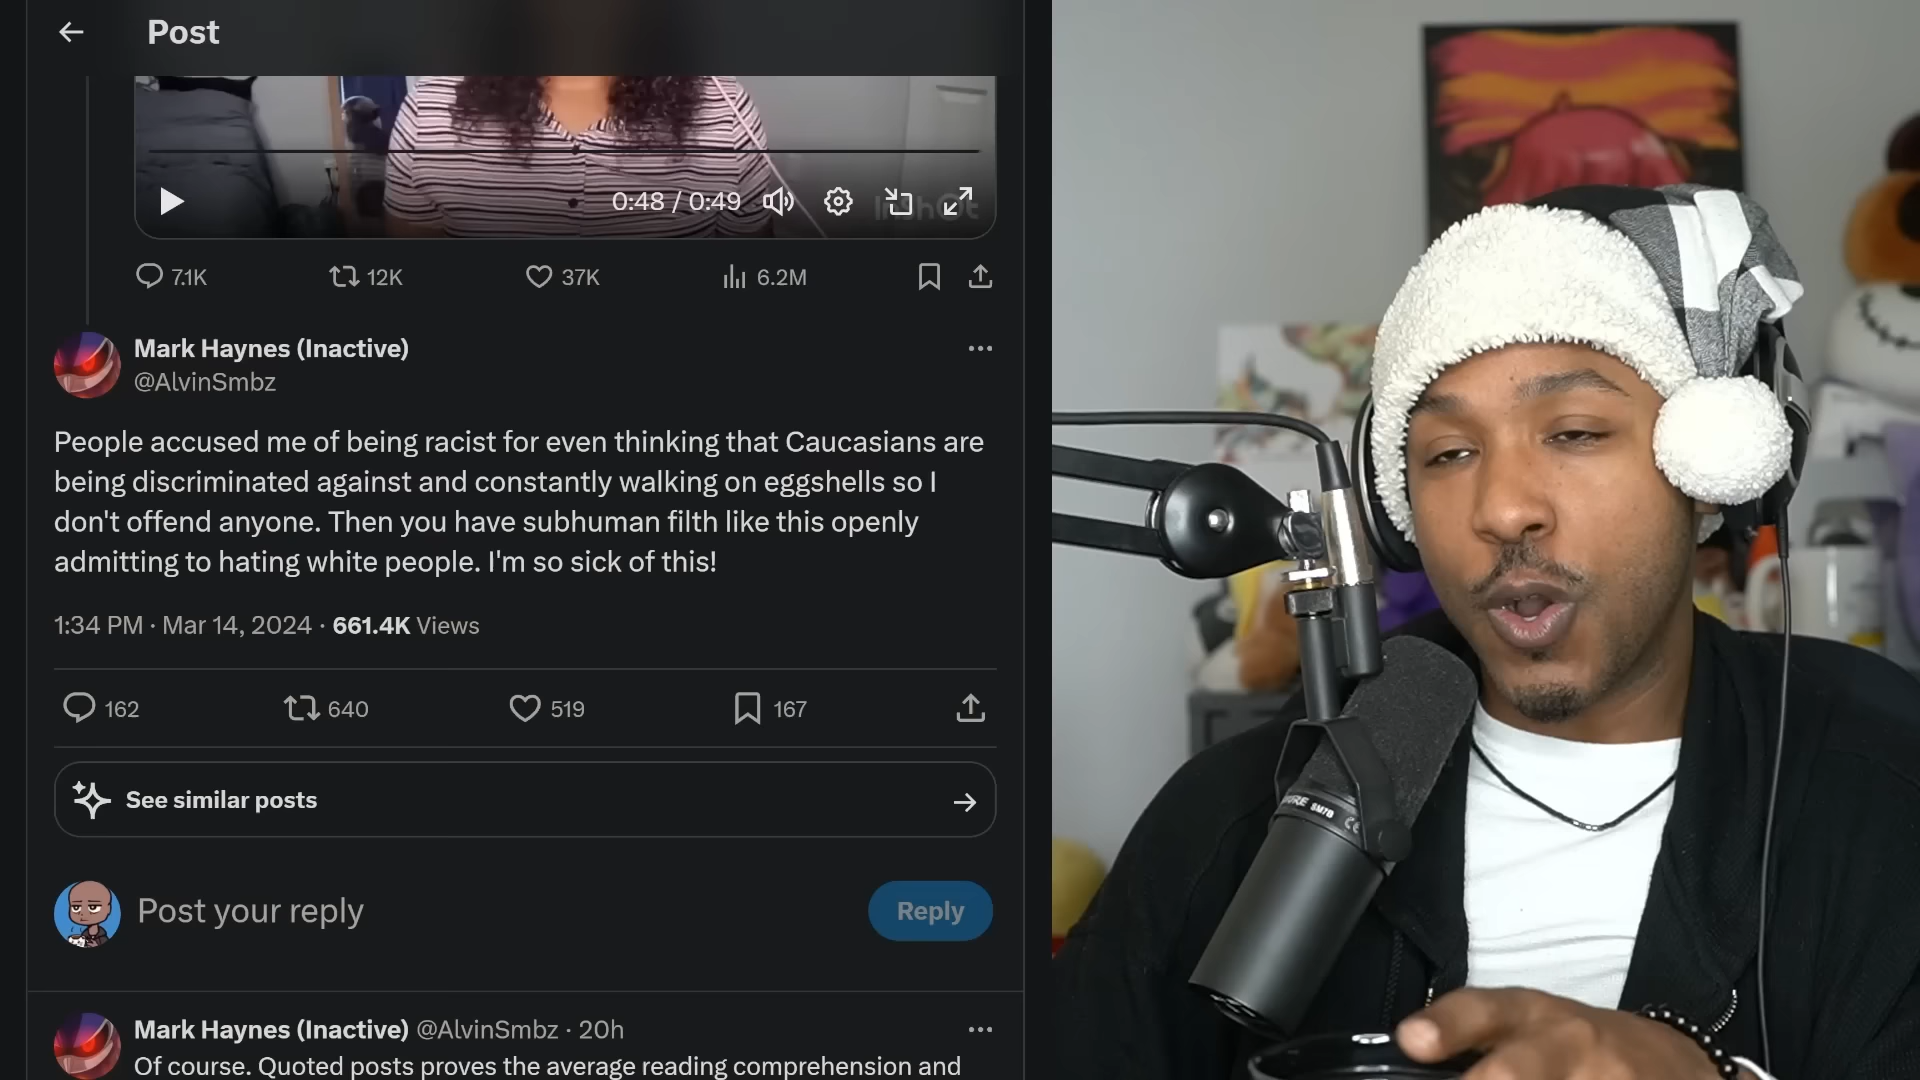 Post
0:48 / 0:49
InShot
7.1K 12K 37K 6.2M
Mark Haynes (Inactive)
@AlvinSmbz
People accused me of being racist for even thinking that Caucasians are
being discriminated against and constantly walking on eggshells so I
don't offend anyone. Then you have subhuman filth like this openly
admitting to hating white people. I'm so sick of this!
1:34 PM · Mar 14, 2024 · 661.4K Views
162 640 519 167
See similar posts
Post your reply
Reply
Mark Haynes (Inactive) @AlvinSmbz · 20h
Of course. Quoted posts proves the average reading comprehension and
SHURE SM7B CE